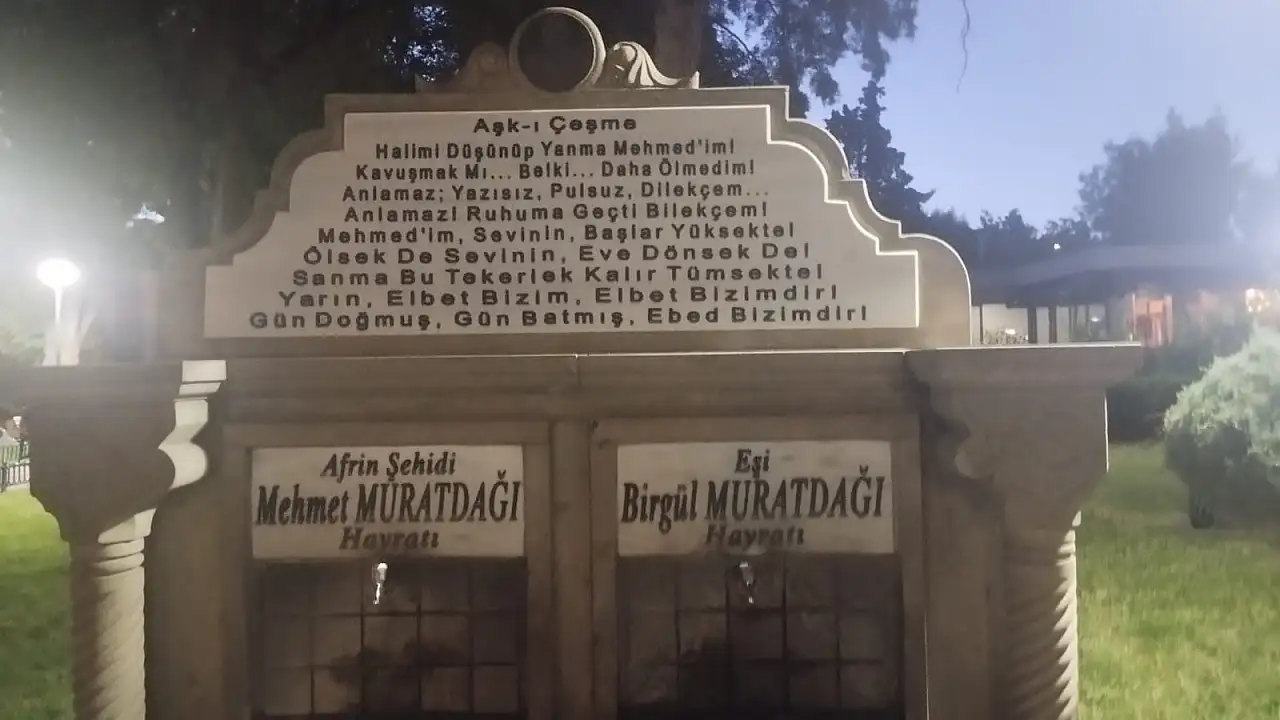 Aşk-ı Çeşme
Halimi Düşünüp Yanma Mehmed'im!
Kavuşmak Mı... Belki... Daha Ölmedim!
Anlamaz; Yazısız, Pulsuz, Dilekçem...
Anlamaz! Ruhuma Geçti Bilekçem!
Mehmed'im, Sevinin, Başlar Yüksekte!
Ölsek De Sevinin, Eve Dönsek De!
Sanma Bu Tekerlek Kalır Tümsekte!
Yarın, Elbet Bizim, Elbet Bizimdir!
Gün Doğmuş, Gün Batmış, Ebed Bizimdir!
Afrin Şehidi
Mehmet MURATDAĞI
Hayratı
Eşi
Birgül MURATDAĞI
Hayratı